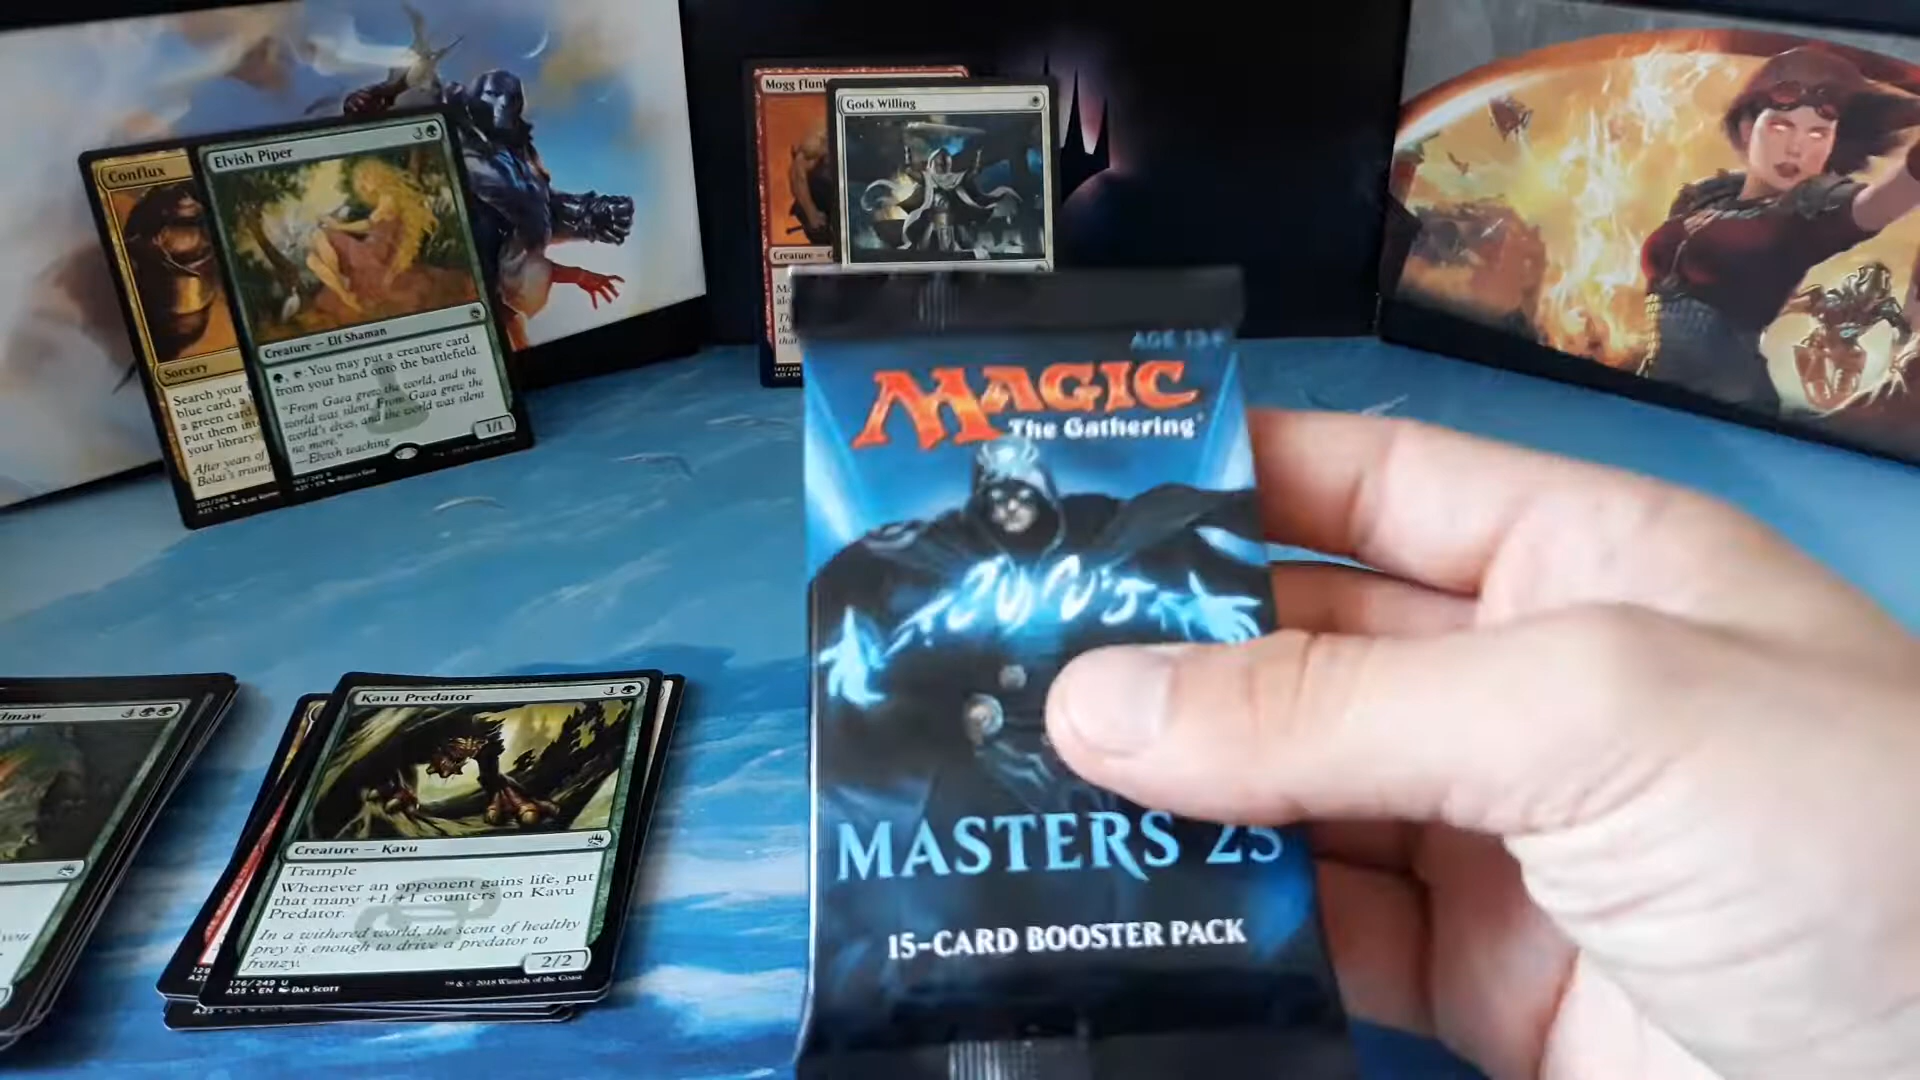 Conflux
Sorcery
Search your
blue card, a
a green card
put them into
your library
After years of
Bolas's trium
Elvish Piper
3
Creature — Elf Shaman
: You may put a creature card
from your hand onto the battlefield.
"From Gaea grew the world, and the
world was silent. From Gaea grew the
world's elves, and the world was silent
no more."
—Elvish teaching
1/1
Mogg Flunk
Creature — G
Gods Willing
AGE 13+
MAGIC
The Gathering
MASTERS 25
15-CARD BOOSTER PACK
lmaw
4
you
Kavu Predator
1
Creature — Kavu
Trample
Whenever an opponent gains life, put
that many +1/+1 counters on Kavu
Predator.
In a withered world, the scent of healthy
prey is enough to drive a predator to
frenzy.
2/2
176/249 U
A25 • EN DAN SCOTT
™ & © 2018 Wizards of the Coast